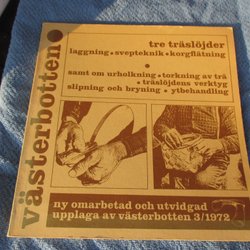 västerbotten
tre träslöjder
laggning • svepteknik • korgflätning
samt om urholkning • torkning av trä
• träslöjdens verktyg
slipning och bryning • ytbehandling
ny omarbetad och utvidgad
upplaga av västerbotten 3/1972